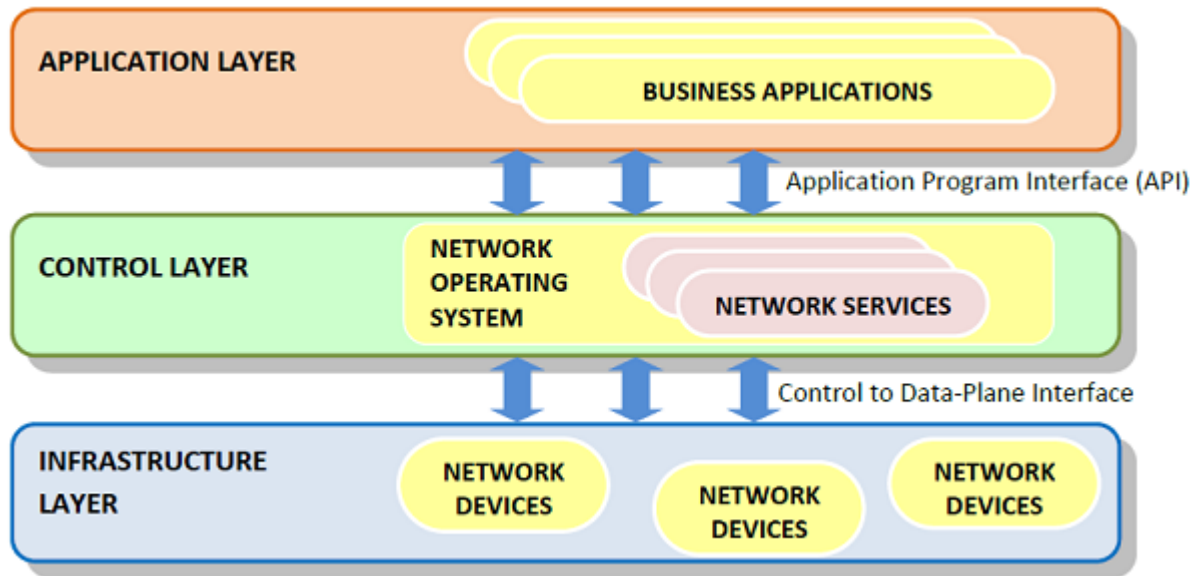 APPLICATION LAYER
BUSINESS APPLICATIONS
Application Program Interface (API)
CONTROL LAYER
NETWORK
OPERATING
SYSTEM
NETWORK SERVICES
Control to Data-Plane Interface
INFRASTRUCTURE
LAYER
NETWORK
DEVICES
NETWORK
DEVICES
NETWORK
DEVICES